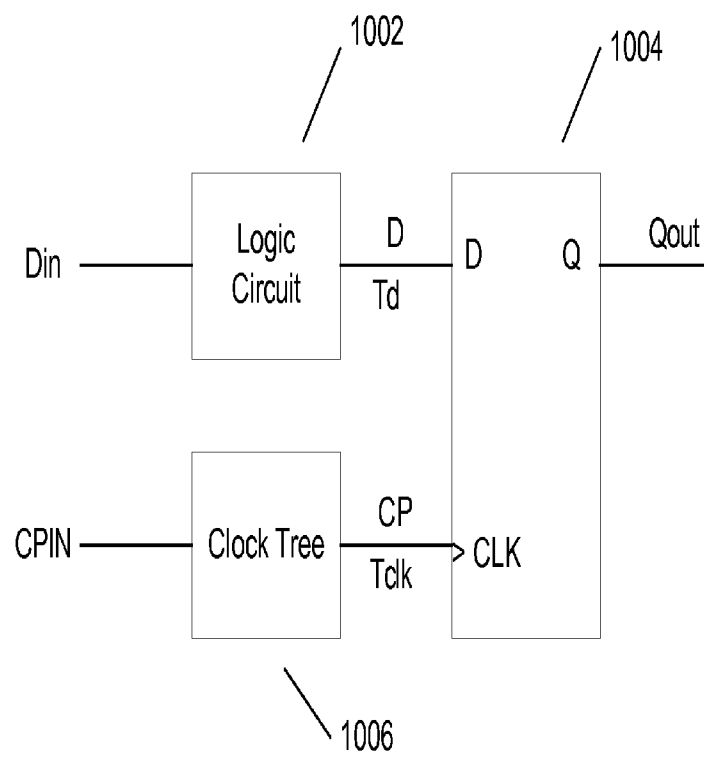 1002
1004
Logic
Circuit
Din
D
Td
D
Q
Qout
CPIN
Clock Tree
CP
Tclk
CLK
1006